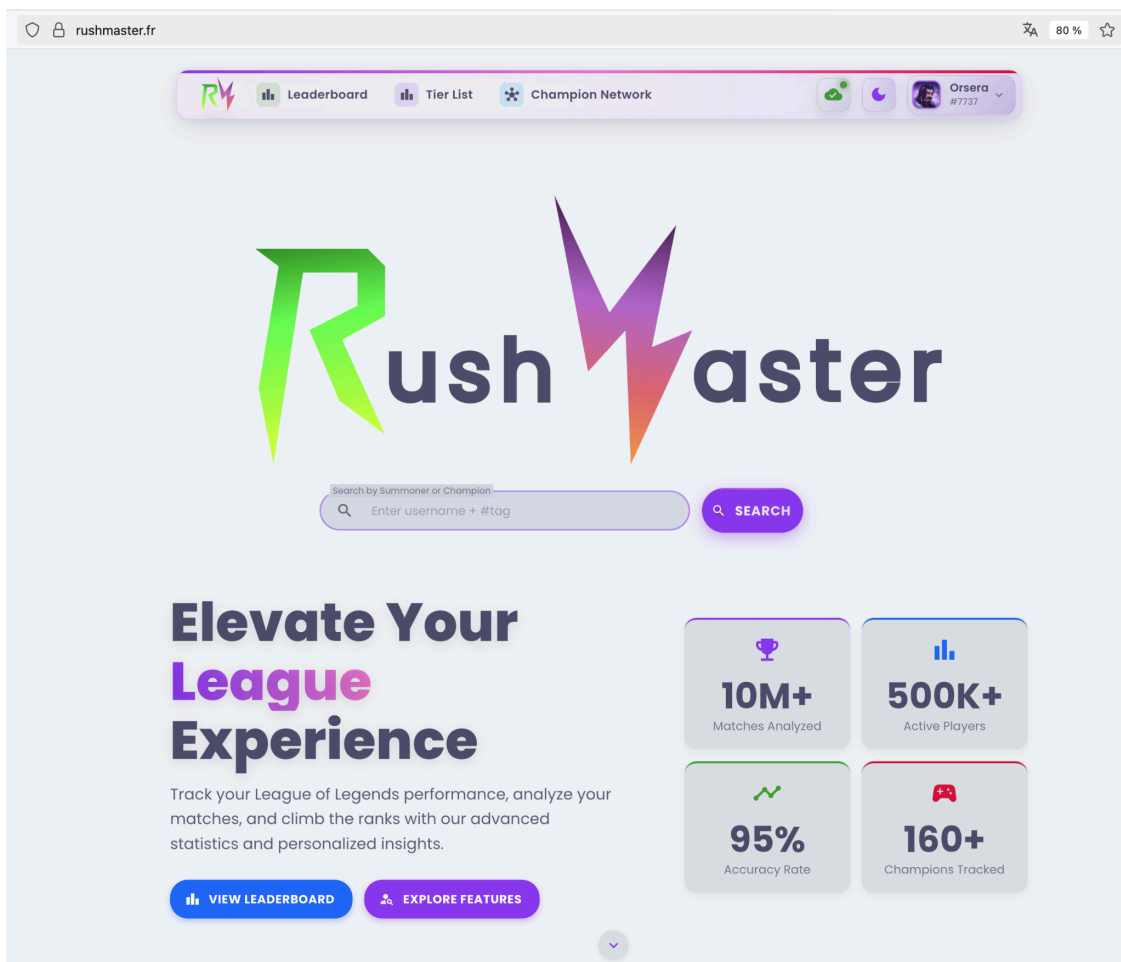 rushmaster.fr
80 %
RM
Leaderboard
Tier List
Champion Network
Orsera
#7737
RushMaster
Search by Summoner or Champion
Enter username + #tag
SEARCH
Elevate Your
League
Experience
Track your League of Legends performance, analyze your
matches, and climb the ranks with our advanced
statistics and personalized insights.
VIEW LEADERBOARD
EXPLORE FEATURES
10M+
Matches Analyzed
500K+
Active Players
95%
Accuracy Rate
160+
Champions Tracked